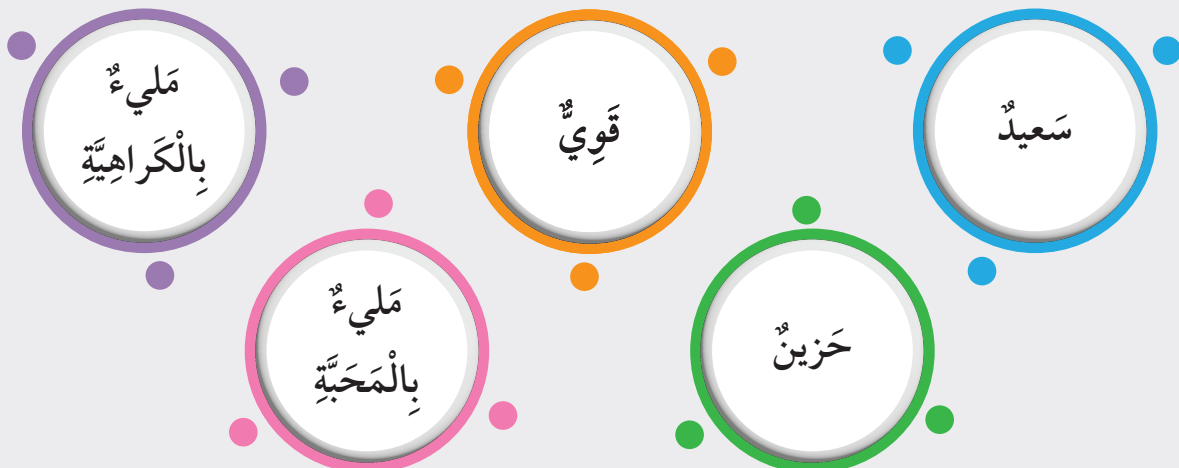 سَعيدٌ
قَوِيٌّ
مَليءٌ
بِالْكَراهِيَّةِ
حَزينٌ
مَليءٌ
بِالْمَحَبَّةِ